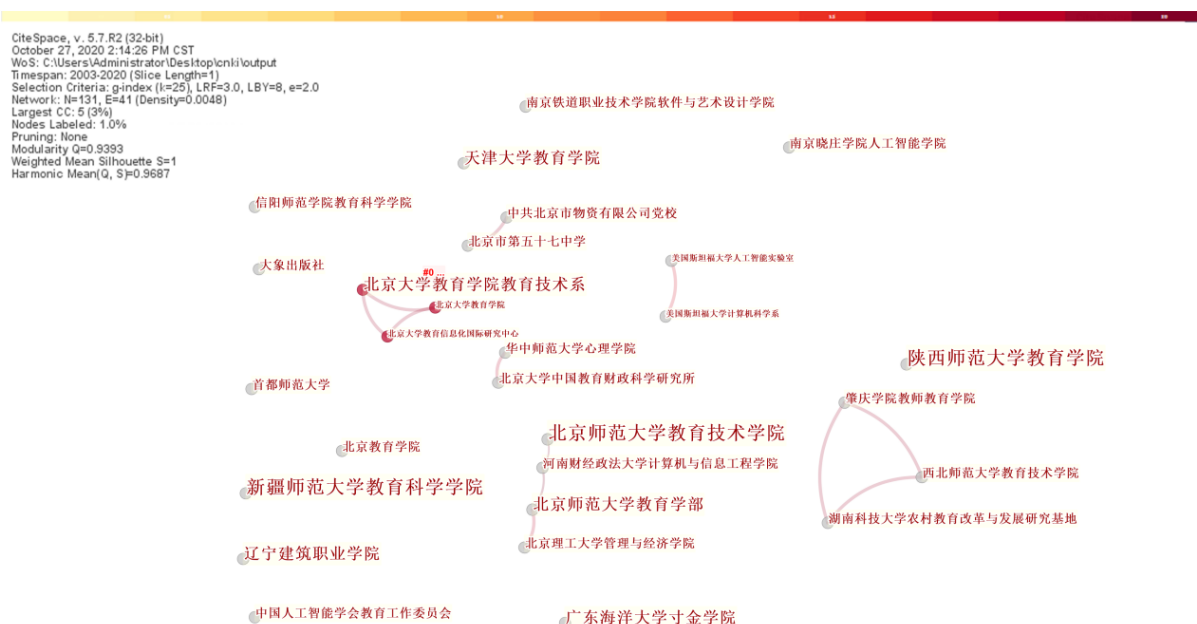 CiteSpace, v. 5.7.R2 (32-bit)
October 27, 2020 2:14:26 PM CST
WoS: C:\Users\Administrator\Desktop\cnki\output
Timespan: 2003-2020 (Slice Length=1)
Selection Criteria: g-index (k=25), LRF=3.0, LBY=8, e=2.0
Network: N=131, E=41 (Density=0.0048)
Largest CC: 5 (3%)
Nodes Labeled: 1.0%
Pruning: None
Modularity Q=0.9393
Weighted Mean Silhouette S=1
Harmonic Mean(Q, S)=0.9687
南京铁道职业技术学院软件与艺术设计学院
南京晓庄学院人工智能学院
天津大学教育学院
信阳师范学院教育科学学院
中共北京市物资有限公司党校
北京市第五十七中学
美国斯坦福大学人工智能实验室
大象出版社
#0 ...
北京大学教育学院教育技术系
北京大学教育学院
美国斯坦福大学计算机科学系
北京大学教育信息化国际研究中心
华中师范大学心理学院
陕西师范大学教育学院
北京大学中国教育财政科学研究所
首都师范大学
肇庆学院教师教育学院
北京师范大学教育技术学院
北京教育学院
河南财经政法大学计算机与信息工程学院
西北师范大学教育技术学院
新疆师范大学教育科学学院
北京师范大学教育学部
湖南科技大学农村教育改革与发展研究基地
北京理工大学管理与经济学院
辽宁建筑职业学院
中国人工智能学会教育工作委员会
广东海洋大学寸金学院